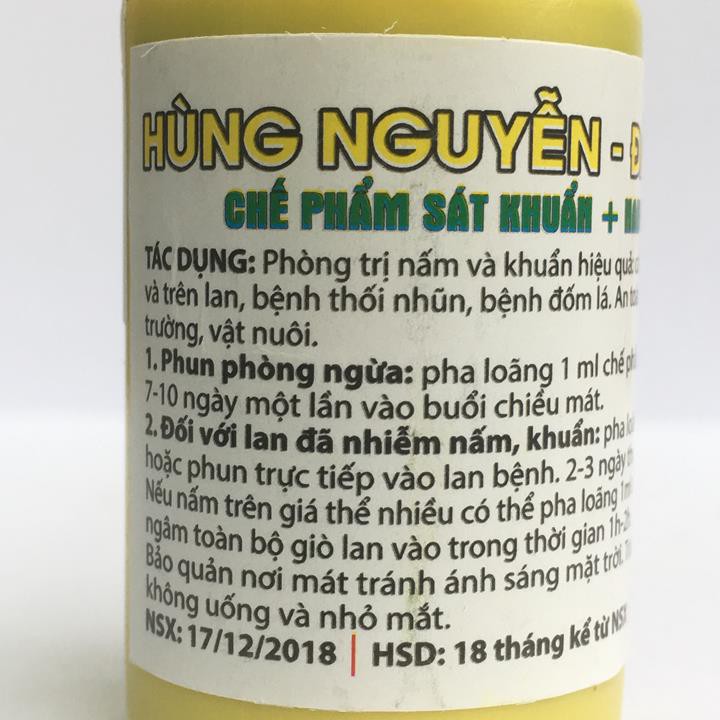 HÙNG NGUYỄN -
CHẾ PHẨM SÁT KHUẨN +
TÁC DỤNG: Phòng trị nấm và khuẩn hiệu quả
và trên lan, bệnh thối nhũn, bệnh đốm lá. An
trường, vật nuôi.
1. Phun phòng ngừa: pha loãng 1 ml chế
7-10 ngày một lần vào buổi chiều mát.
2. Đối với lan đã nhiễm nấm, khuẩn: pha
hoặc phun trực tiếp vào lan bệnh. 2-3 ngày
Nếu nấm trên giá thể nhiều có thể pha loãng 1ml
ngâm toàn bộ giò lan vào trong thời gian 1h-2h.
Bảo quản nơi mát tránh ánh sáng mặt trời.
không uống và nhỏ mắt.
NSX: 17/12/2018 | HSD: 18 tháng kể từ NSX